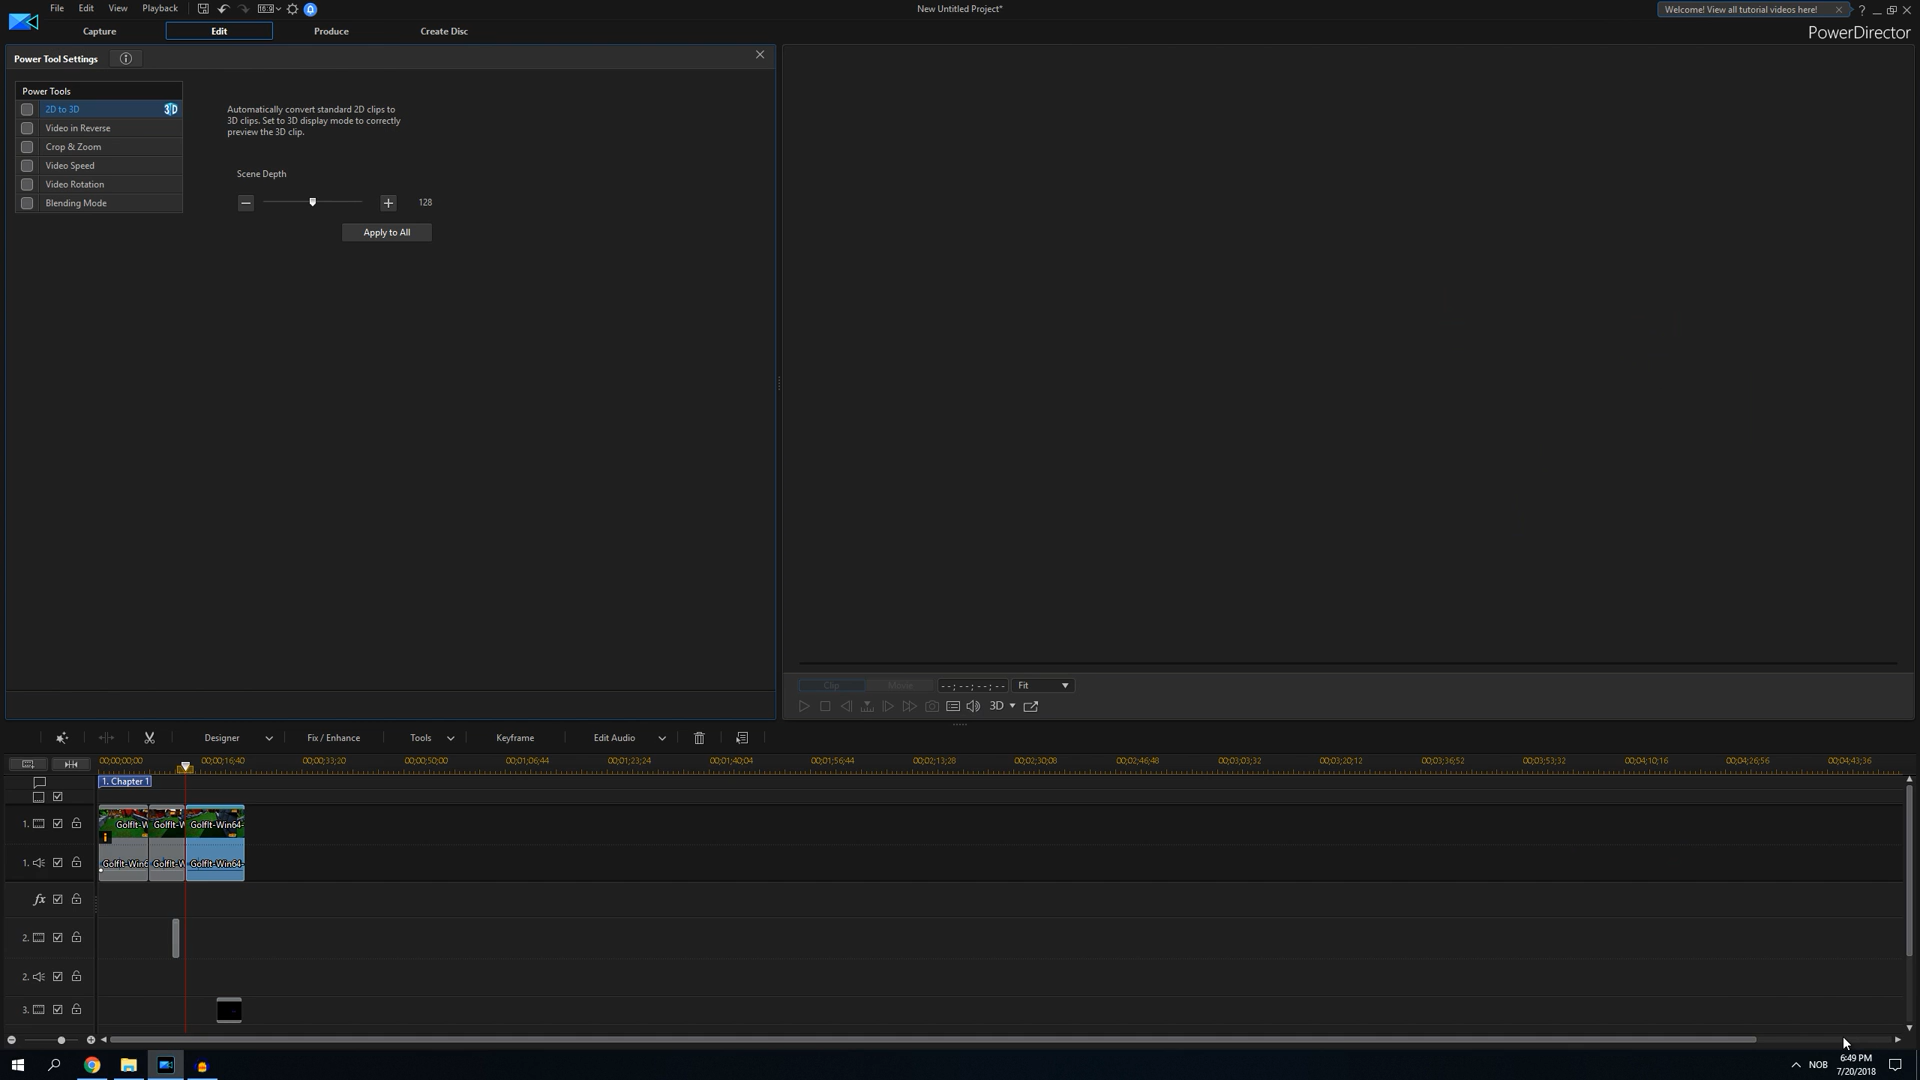 File Edit View Playback 16:9 New Untitled Project* Welcome! View all tutorial videos here! ?
Capture Edit Produce Create Disc PowerDirector
Power Tool Settings
Power Tools
2D to 3D 3D
Video in Reverse
Crop & Zoom
Video Speed
Video Rotation
Blending Mode
Automatically convert standard 2D clips to
3D clips. Set to 3D display mode to correctly
preview the 3D clip.
Scene Depth
128
Apply to All
Clip Movie --;--;--;-- Fit
3D
Designer Fix / Enhance Tools Keyframe Edit Audio
00;00;00;00 00;00;16;40 00;00;33;20 00;00;50;00 00;01;06;44 00;01;23;24 00;01;40;04 00;01;56;44 00;02;13;28 00;02;30;08 00;02;46;48 00;03;03;32 00;03;20;12 00;03;36;52 00;03;53;32 00;04;10;16 00;04;26;56 00;04;43;36
1. Chapter 1
1. GolfIt-W GolfIt-W GolfIt-Win64-
1. GolfIt-Win6 GolfIt-W GolfIt-Win64-
fx
2.
2.
3.
NOB 6:49 PM
7/20/2018